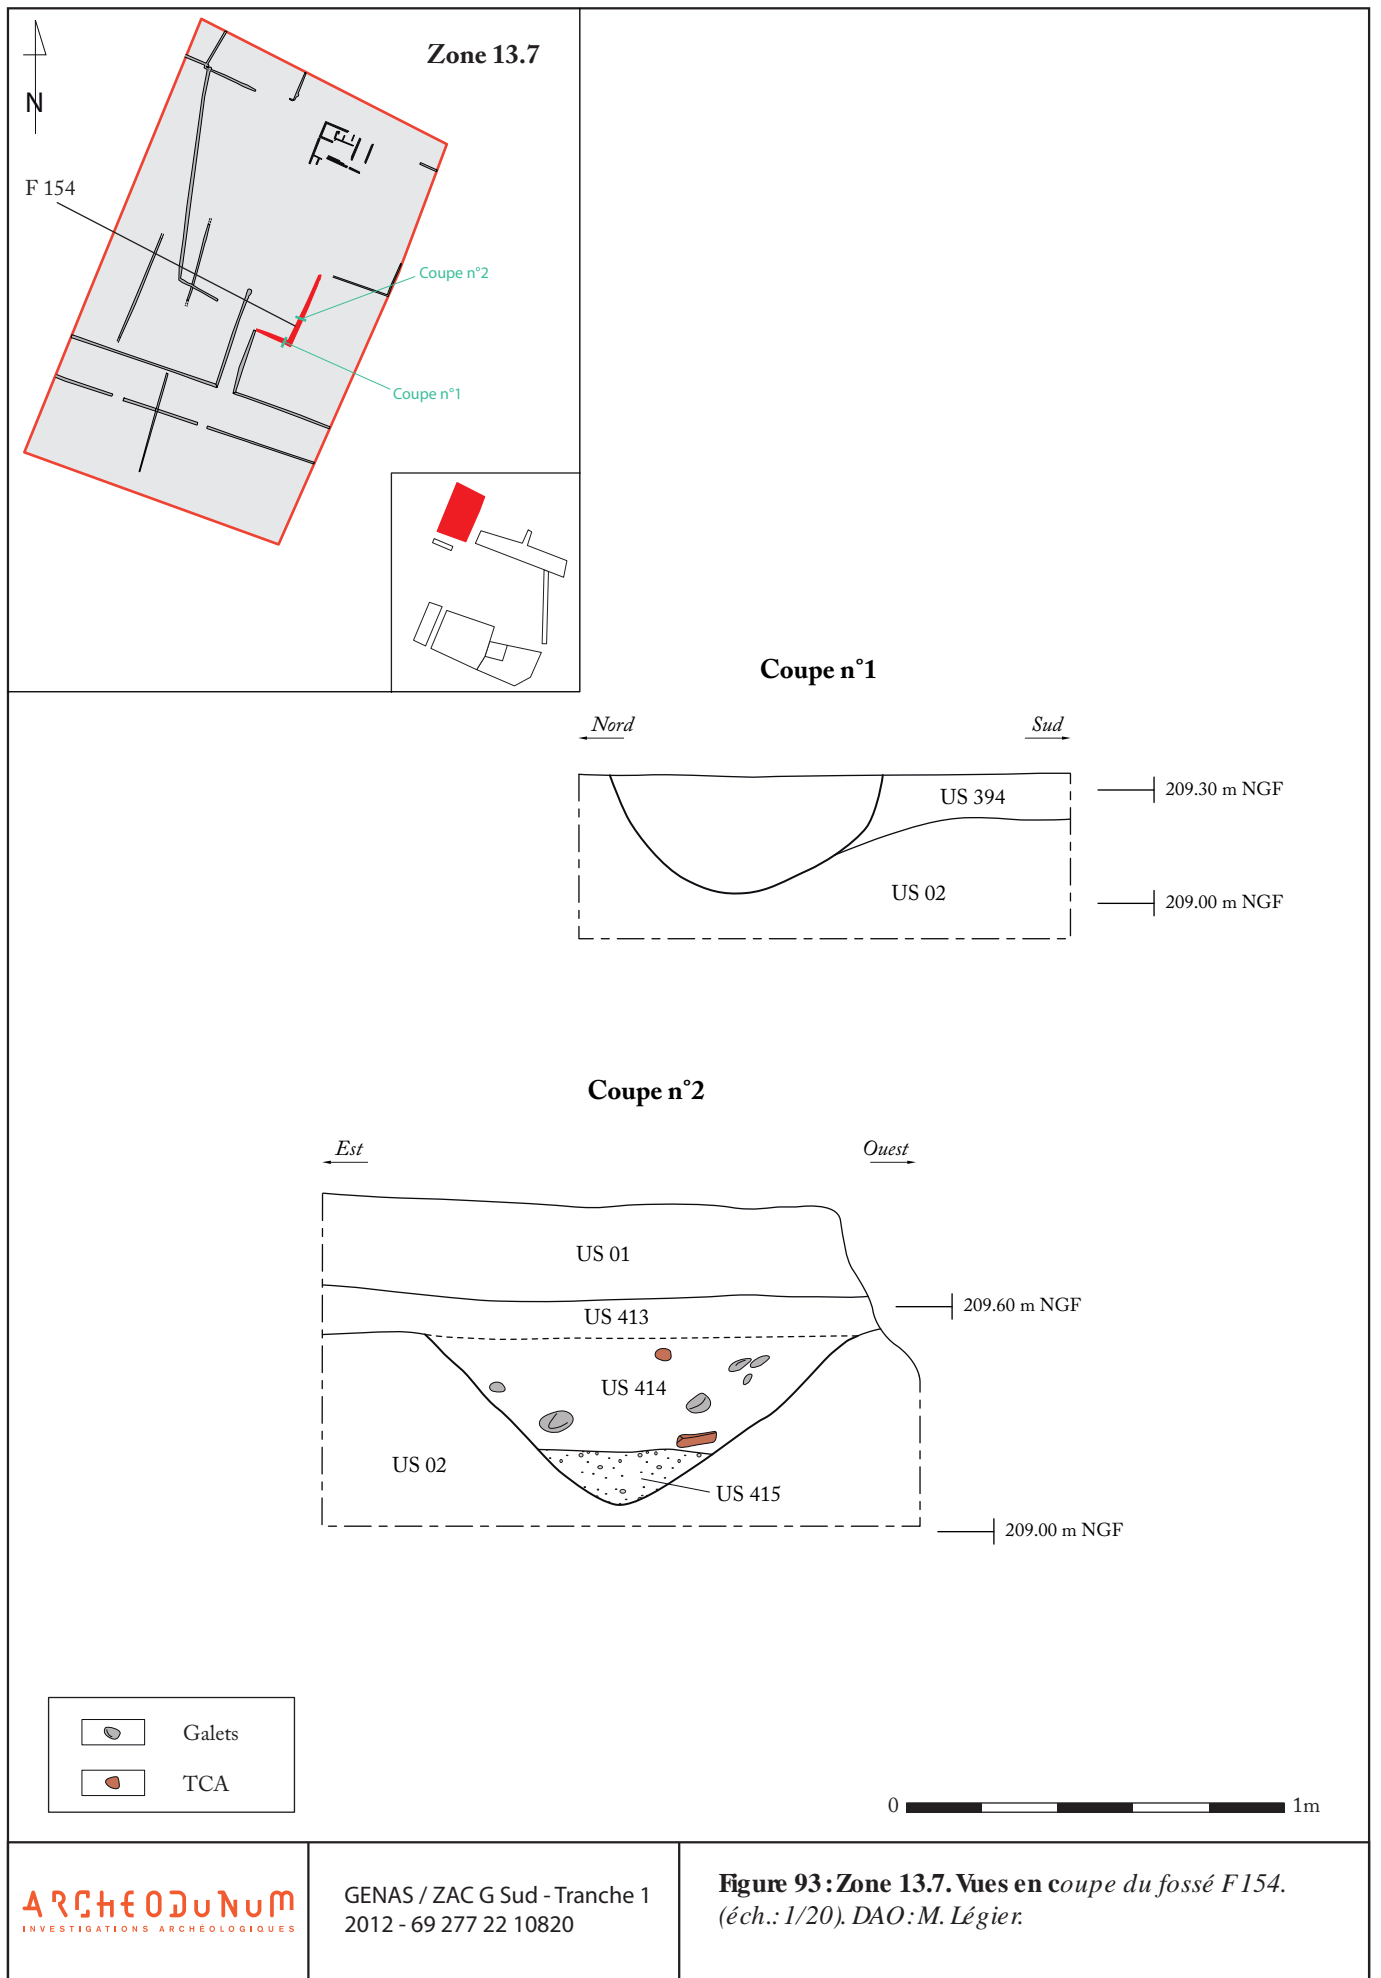 Zone 13.7
N
F 154
Coupe n°2
Coupe n°1
Coupe n°1
Nord
Sud
US 394
209.30 m NGF
US 02
209.00 m NGF
Coupe n°2
Est
Ouest
US 01
209.60 m NGF
US 413
US 414
US 02
US 415
209.00 m NGF
Galets
TCA
0
1m
ARCHEODUNUM
INVESTIGATIONS ARCHÉOLOGIQUES
GENAS / ZAC G Sud - Tranche 1
2012 - 69 277 22 10820
Figure 93 : Zone 13.7. Vues en coupe du fossé F154.
(éch.: 1/20). DAO : M. Légier.